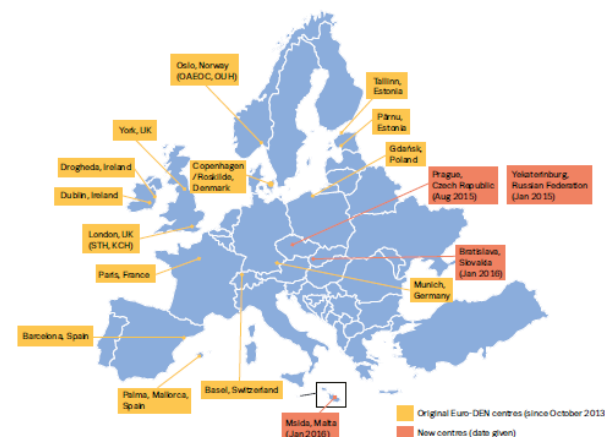 Oslo, Norway
(OAEOC, OUH)
Tallinn,
Estonia
Pärnu,
Estonia
York, UK
Gdańsk,
Poland
Drogheda, Ireland
Copenhagen
/Roskilde,
Denmark
Prague,
Czech Republic
(Aug 2015)
Yekaterinburg,
Russian Federation
(Jan 2015)
Dublin, Ireland
London, UK
(STH, KCH)
Bratislava,
Slovakia
(Jan 2016)
Paris, France
Munich,
Germany
Barcelona, Spain
Palma, Mallorca,
Spain
Basel, Switzerland
Msida, Malta
(Jan 2016)
Original Euro-DEN centres (since October 2013
New centres (date given)